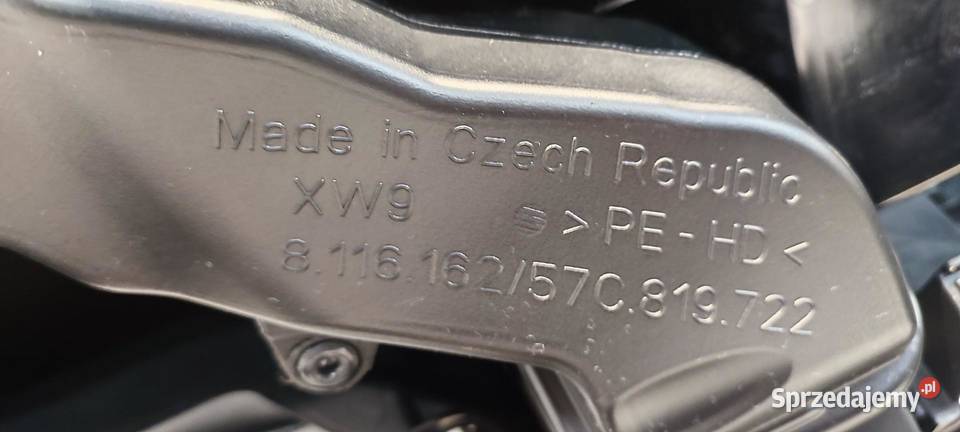 Made in Czech Republic
XW9 >PE-HD<
8.116.162/57C.819.722
Sprzedajemy.pl